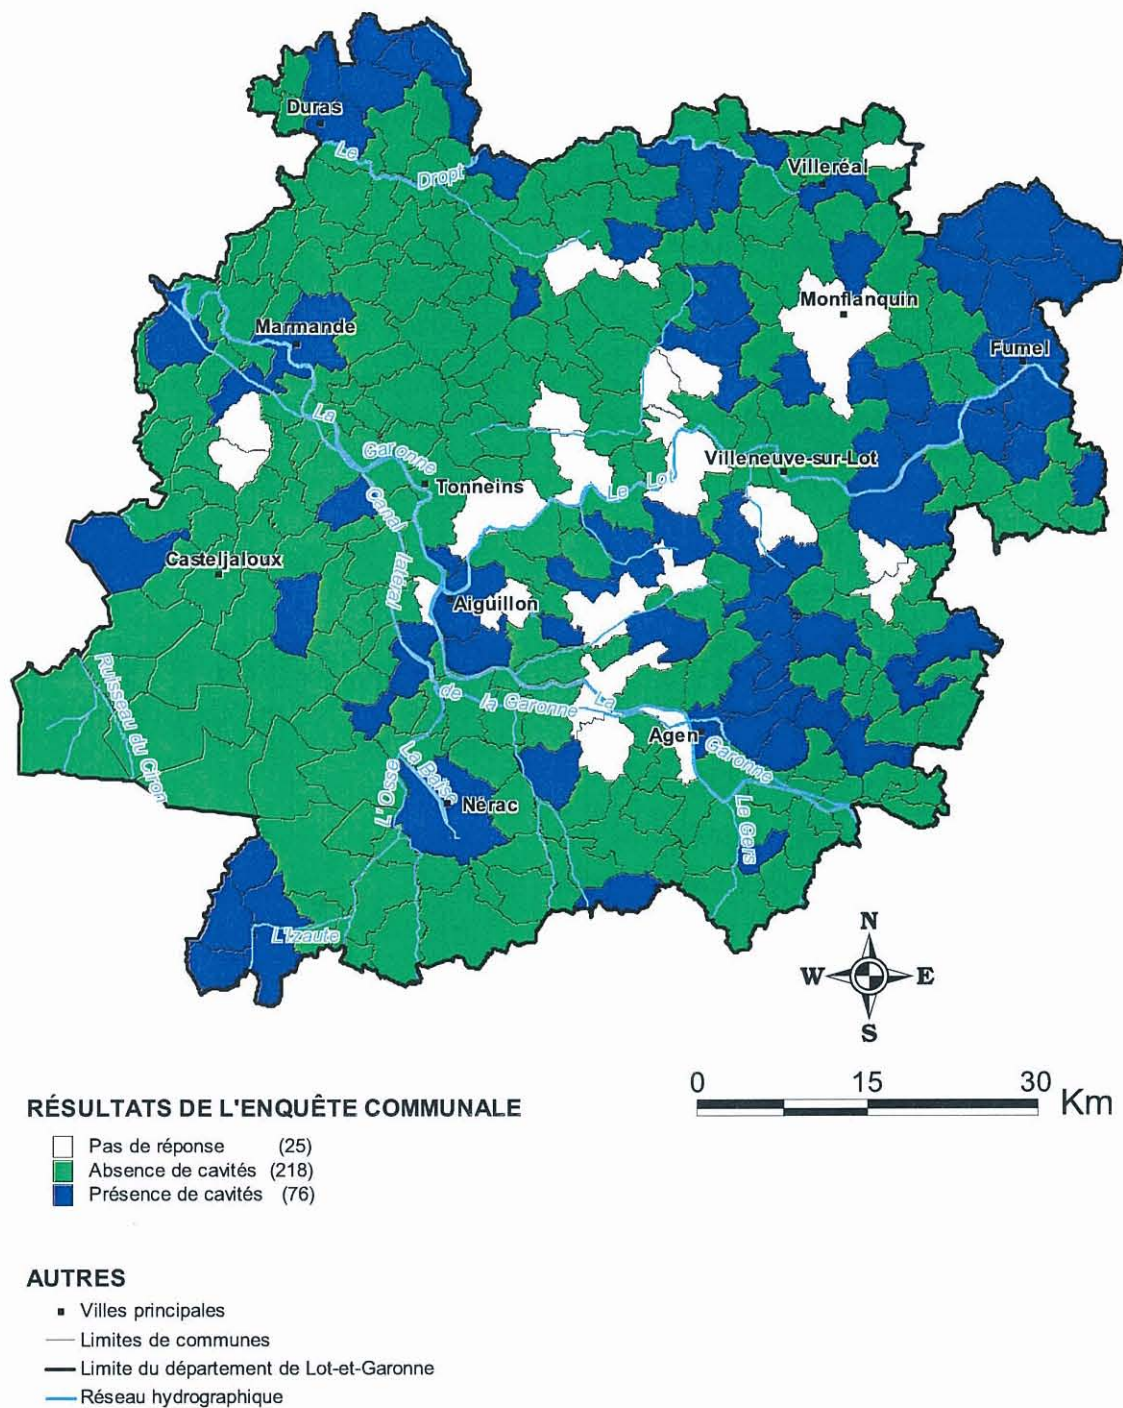 Duras
Le
Dropt
Villeréal
Monflanquin
Marmande
Fumel
La
Garonne
Canal
latéral
Tonneins
Le Lot
Villeneuve-sur-Lot
Casteljaloux
Aiguillon
Ruisseau du Ciron
de la Garonne
La
Agen
Garonne
L'Osse
La Baïse
Nérac
Le Gers
L'Izaute
N
W E
S
0 15 30 Km
RÉSULTATS DE L'ENQUÊTE COMMUNALE
Pas de réponse (25)
Absence de cavités (218)
Présence de cavités (76)
AUTRES
Villes principales
Limites de communes
Limite du département de Lot-et-Garonne
Réseau hydrographique